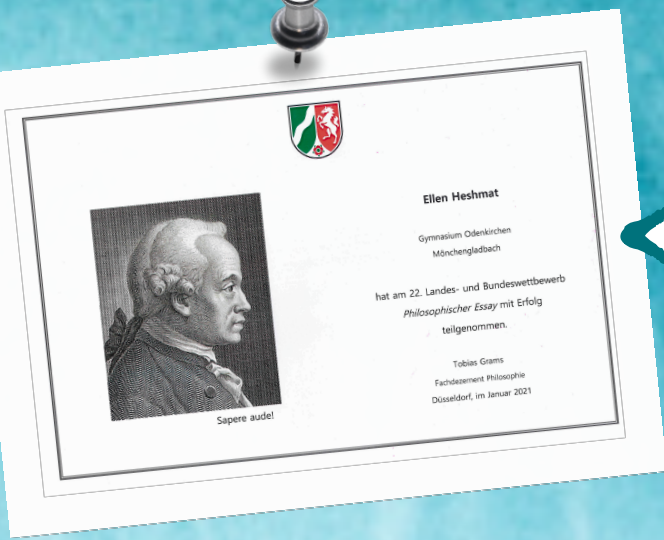 Ellen Heshmat
Gymnasium Odenkirchen
Mönchengladbach
hat am 22. Landes- und Bundeswettbewerb
Philosophischer Essay mit Erfolg
teilgenommen.
Tobias Grams
Fachdezernent Philosophie
Düsseldorf, im Januar 2021
Sapere aude!